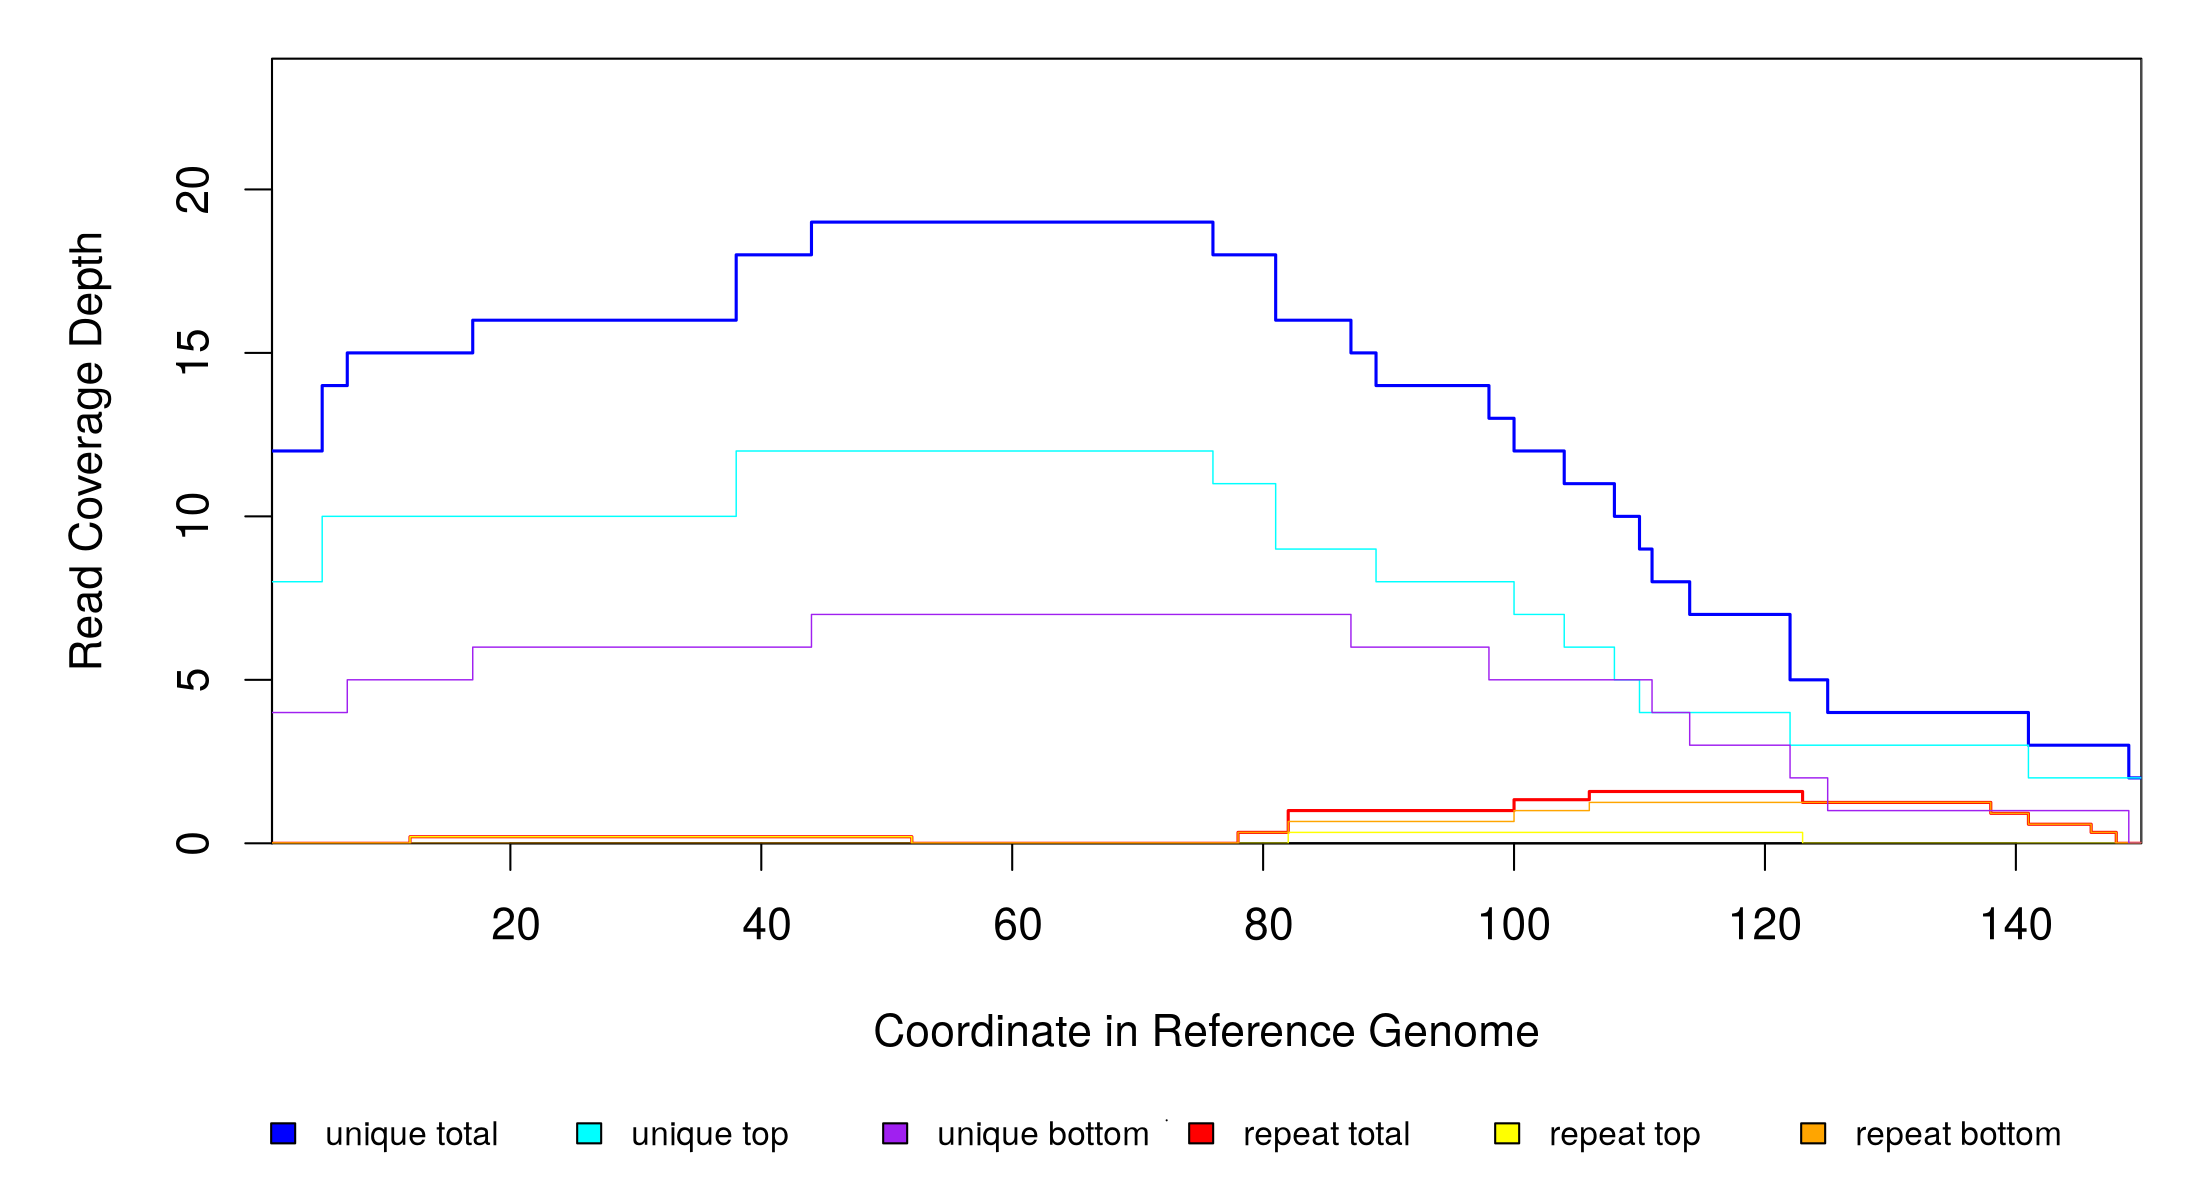 Read Coverage Depth
20
15
10
5
0
20 40 60 80 100 120 140
Coordinate in Reference Genome
unique total unique top unique bottom repeat total repeat top repeat bottom